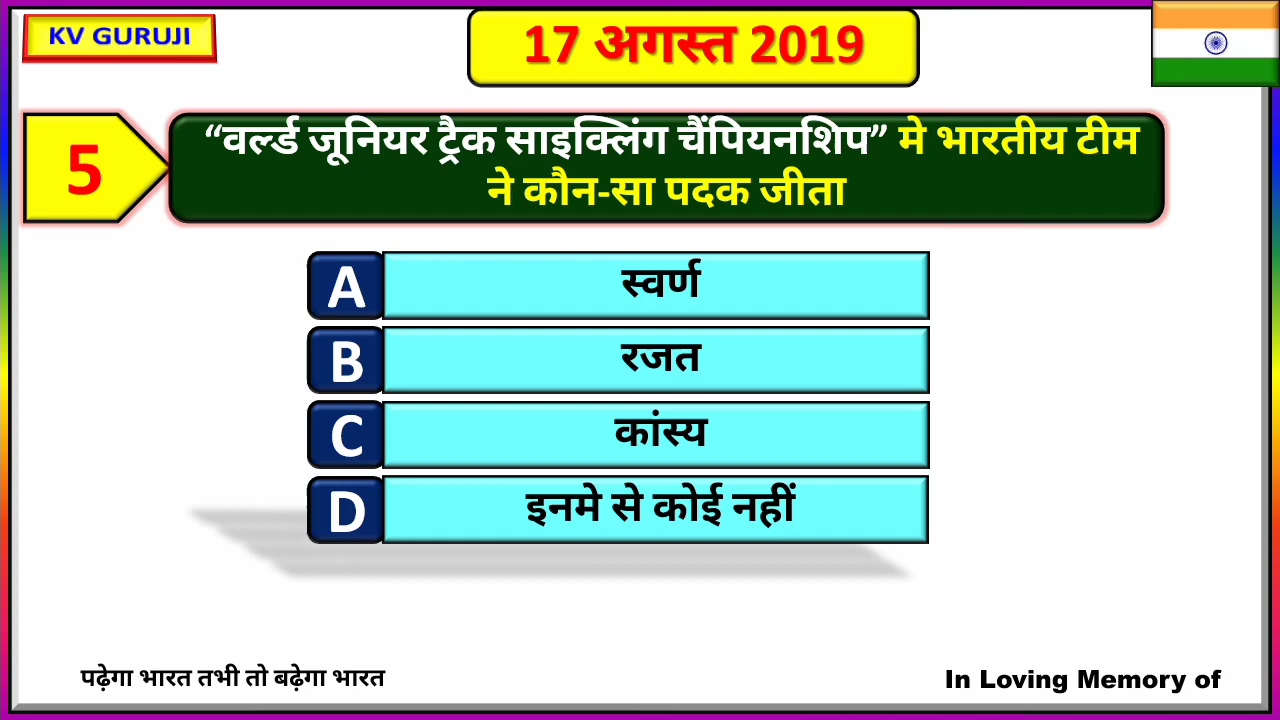 KV GURUJI
17 अगस्त 2019
5
“वर्ल्ड जूनियर ट्रैक साइक्लिंग चैंपियनशिप” मे भारतीय टीम
ने कौन-सा पदक जीता
A स्वर्ण
B रजत
C कांस्य
D इनमे से कोई नहीं
पढ़ेगा भारत तभी तो बढ़ेगा भारत
In Loving Memory of